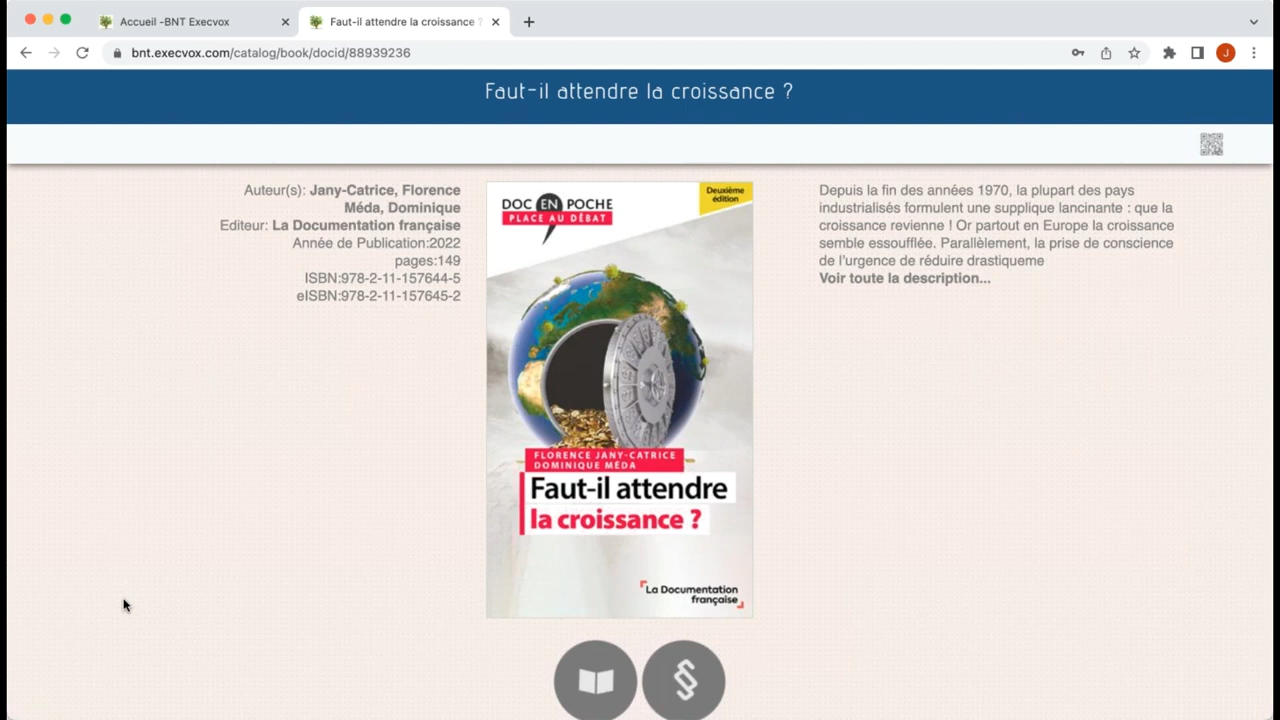 Accueil -BNT Execvox
Faut-il attendre la croissance ?
bnt.execvox.com/catalog/book/docid/88939236
J
Faut-il attendre la croissance ?
Auteur(s): Jany-Catrice, Florence
Méda, Dominique
Editeur: La Documentation française
Année de Publication:2022
pages:149
ISBN:978-2-11-157644-5
eISBN:978-2-11-157645-2
DOC EN POCHE
PLACE AU DÉBAT
Deuxième
édition
FLORENCE JANY-CATRICE
DOMINIQUE MÉDA
Faut-il attendre
la croissance ?
La Documentation
française
Depuis la fin des années 1970, la plupart des pays
industrialisés formulent une supplique lancinante : que la
croissance revienne ! Or partout en Europe la croissance
semble essoufflée. Parallèlement, la prise de conscience
de l'urgence de réduire drastiqueme
Voir toute la description...
§